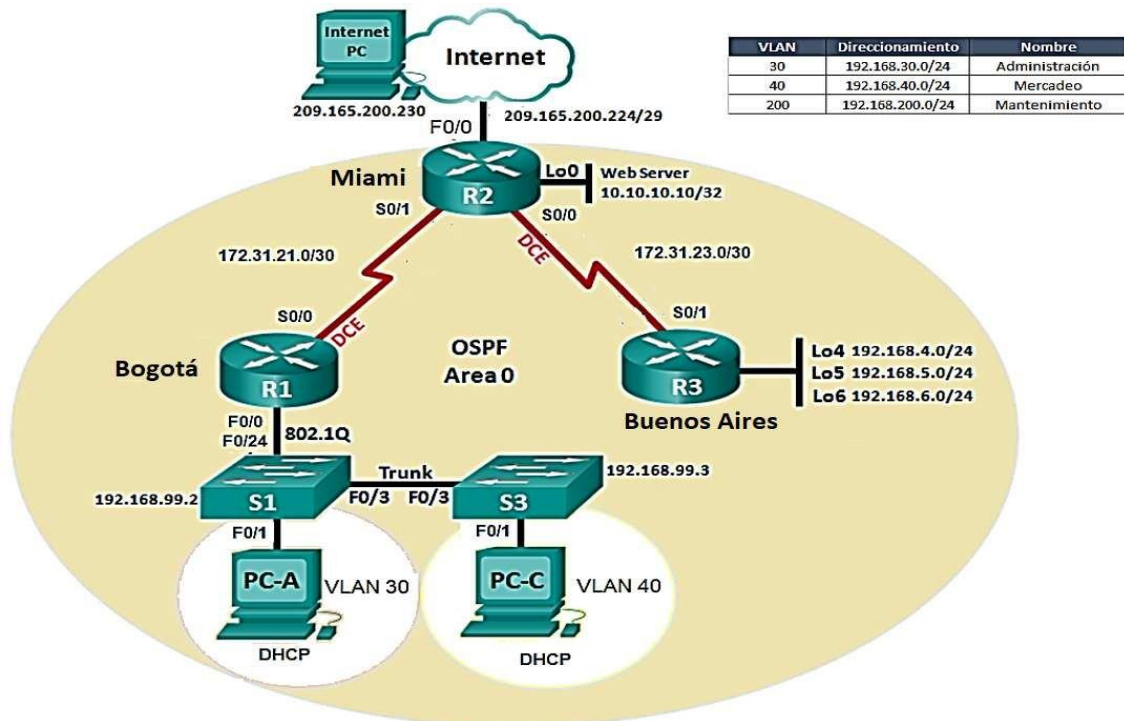 Internet
PC
Internet
209.165.200.230
209.165.200.224/29
F0/0
VLAN Direccionamiento Nombre
30 192.168.30.0/24 Administración
40 192.168.40.0/24 Mercadeo
200 192.168.200.0/24 Mantenimiento
Miami
R2
Lo0
Web Server
10.10.10.10/32
S0/1
S0/0
DCE
172.31.21.0/30
172.31.23.0/30
S0/0
DCE
S0/1
Bogotá
R1
OSPF
Area 0
R3
Buenos Aires
Lo4 192.168.4.0/24
Lo5 192.168.5.0/24
Lo6 192.168.6.0/24
F0/0
F0/24
802.1Q
192.168.99.2
S1
Trunk
F0/3 F0/3
S3
192.168.99.3
F0/1
F0/1
PC-A
VLAN 30
DHCP
PC-C
VLAN 40
DHCP